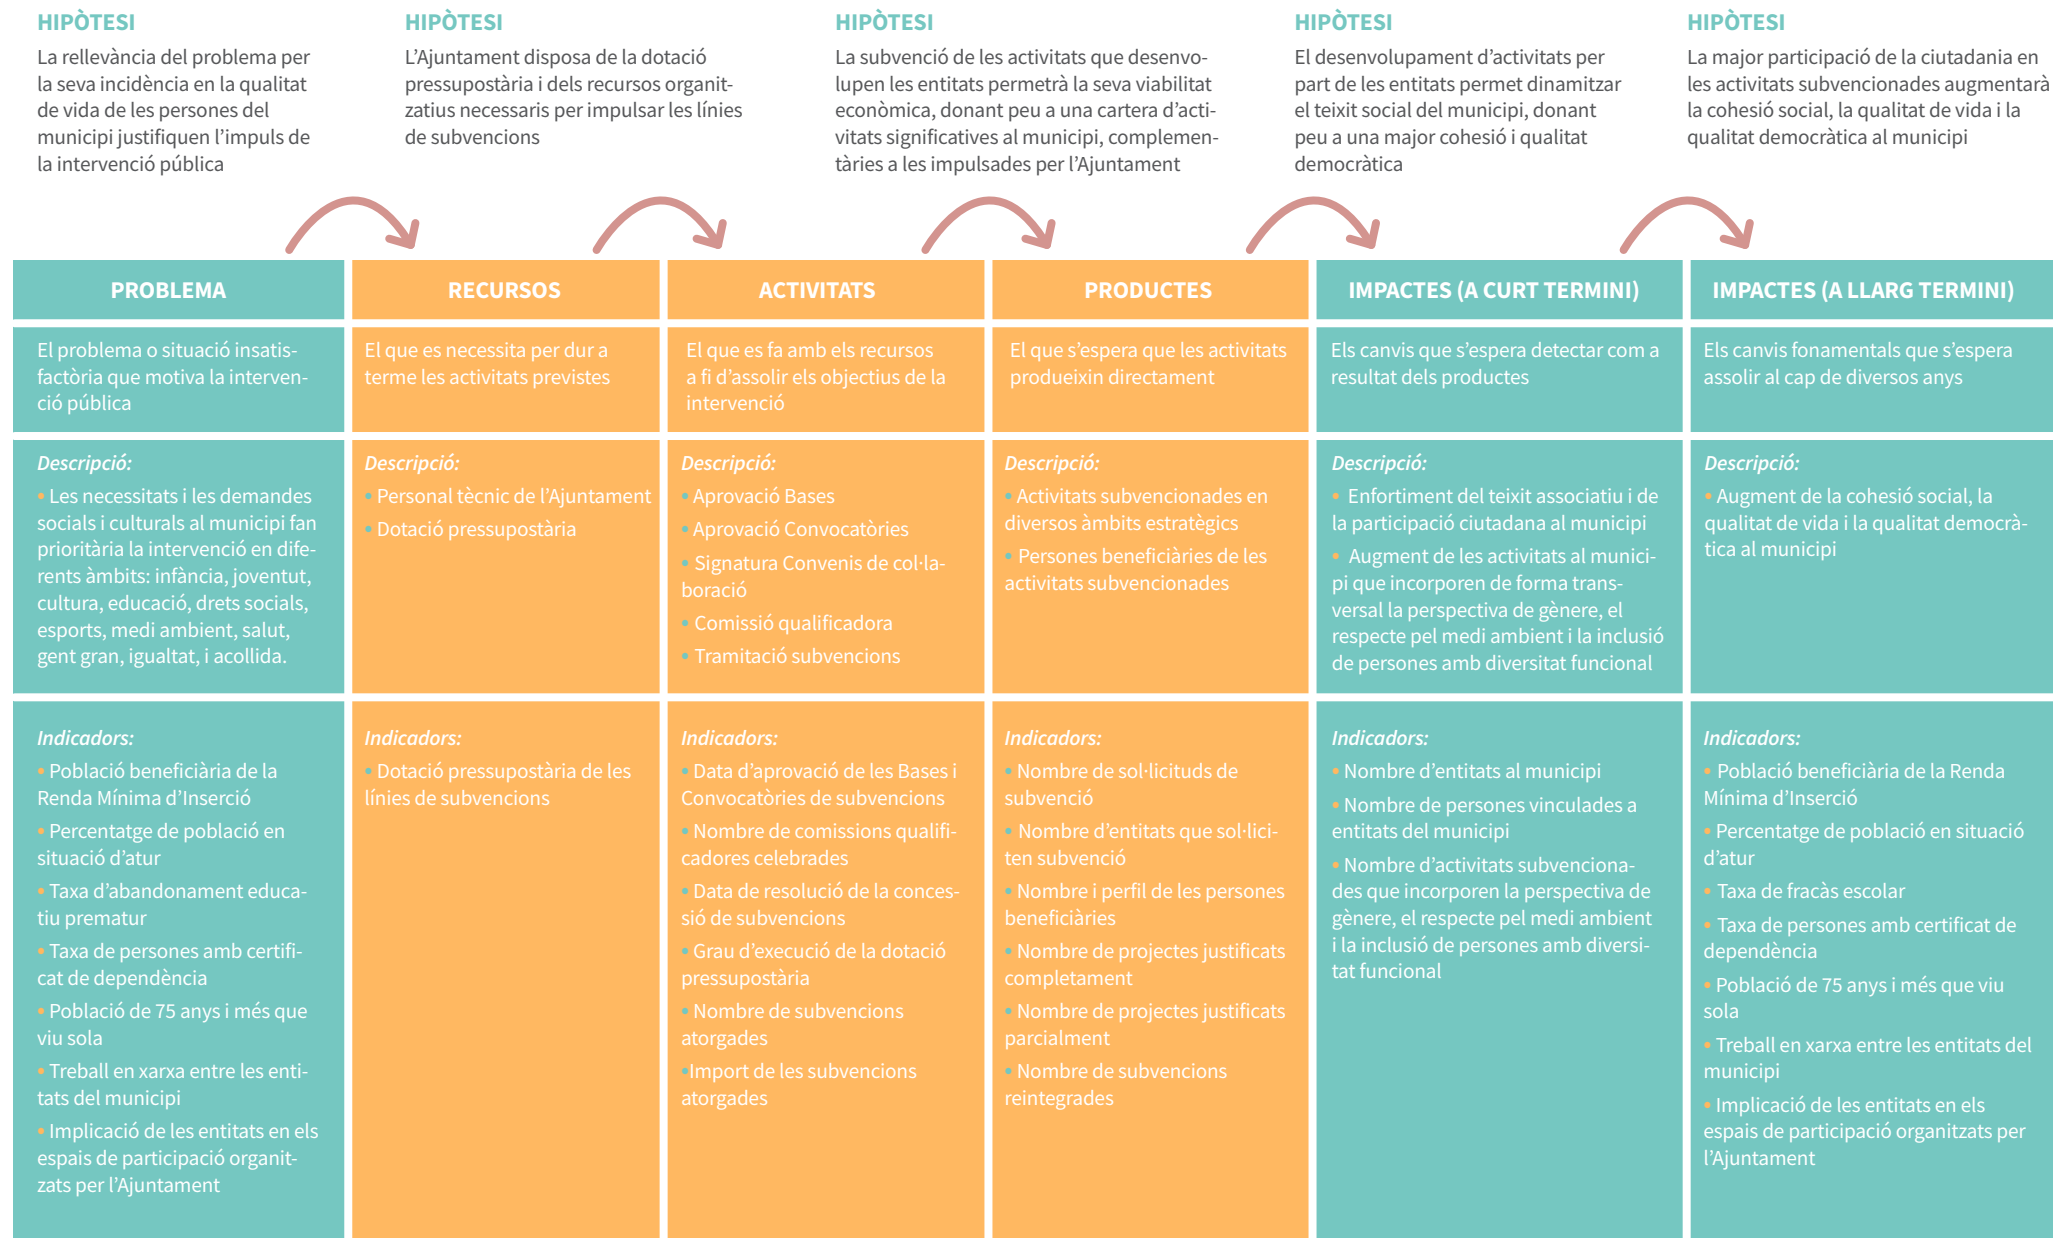 HIPÒTESI
La rellevància del problema per
la seva incidència en la qualitat
de vida de les persones del
municipi justifiquen l’impuls de
la intervenció pública
HIPÒTESI
L’Ajuntament disposa de la dotació
pressupostària i dels recursos organit-
zatius necessaris per impulsar les línies
de subvencions
HIPÒTESI
La subvenció de les activitats que desenvo-
lupen les entitats permetrà la seva viabilitat
econòmica, donant peu a una cartera d’acti-
vitats significatives al municipi, complemen-
tàries a les impulsades per l’Ajuntament
HIPÒTESI
El desenvolupament d’activitats per
part de les entitats permet dinamitzar
el teixit social del municipi, donant
peu a una major cohesió i qualitat
democràtica
HIPÒTESI
La major participació de la ciutadania en
les activitats subvencionades augmentarà
la cohesió social, la qualitat de vida i la
qualitat democràtica al municipi
PROBLEMA
RECURSOS
ACTIVITATS
PRODUCTES
IMPACTES (A CURT TERMINI)
IMPACTES (A LLARG TERMINI)
El problema o situació insatis-
factòria que motiva la interven-
ció pública
El que es necessita per dur a
terme les activitats previstes
El que es fa amb els recursos
a fi d’assolir els objectius de la
intervenció
El que s’espera que les activitats
produeixin directament
Els canvis que s’espera detectar com a
resultat dels productes
Els canvis fonamentals que s’espera
assolir al cap de diversos anys
Descripció:
• Les necessitats i les demandes
socials i culturals al municipi fan
prioritària la intervenció en dife-
rents àmbits: infància, joventut,
cultura, educació, drets socials,
esports, medi ambient, salut,
gent gran, igualtat, i acollida.
Descripció:
• Personal tècnic de l’Ajuntament
• Dotació pressupostària
Descripció:
• Aprovació Bases
• Aprovació Convocatòries
• Signatura Convenis de col·la-
boració
• Comissió qualificadora
• Tramitació subvencions
Descripció:
• Activitats subvencionades en
diversos àmbits estratègics
• Persones beneficiàries de les
activitats subvencionades
Descripció:
• Enfortiment del teixit associatiu i de
la participació ciutadana al municipi
• Augment de les activitats al munici-
pi que incorporen de forma trans-
versal la perspectiva de gènere, el
respecte pel medi ambient i la inclusió
de persones amb diversitat funcional
Descripció:
• Augment de la cohesió social, la
qualitat de vida i la qualitat democrà-
tica al municipi
Indicadors:
• Població beneficiària de la
Renda Mínima d’Inserció
• Percentatge de població en
situació d’atur
• Taxa d’abandonament educa-
tiu prematur
• Taxa de persones amb certifi-
cat de dependència
• Població de 75 anys i més que
viu sola
• Treball en xarxa entre les enti-
tats del municipi
• Implicació de les entitats en els
espais de participació organit-
zats per l’Ajuntament
Indicadors:
• Dotació pressupostària de les
línies de subvencions
Indicadors:
• Data d’aprovació de les Bases i
Convocatòries de subvencions
• Nombre de comissions qualifi-
cadores celebrades
• Data de resolució de la conces-
sió de subvencions
• Grau d’execució de la dotació
pressupostària
• Nombre de subvencions
atorgades
•Import de les subvencions
atorgades
Indicadors:
• Nombre de sol·licituds de
subvenció
• Nombre d’entitats que sol·lici-
ten subvenció
• Nombre i perfil de les persones
beneficiàries
• Nombre de projectes justificats
completament
• Nombre de projectes justificats
parcialment
• Nombre de subvencions
reintegrades
Indicadors:
• Nombre d’entitats al municipi
• Nombre de persones vinculades a
entitats del municipi
• Nombre d’activitats subvenciona-
des que incorporen la perspectiva de
gènere, el respecte pel medi ambient
i la inclusió de persones amb diversi-
tat funcional
Indicadors:
• Població beneficiària de la Renda
Mínima d’Inserció
• Percentatge de població en situació
d’atur
• Taxa de fracàs escolar
• Taxa de persones amb certificat de
dependència
• Població de 75 anys i més que viu
sola
• Treball en xarxa entre les entitats del
municipi
• Implicació de les entitats en els
espais de participació organitzats per
l’Ajuntament